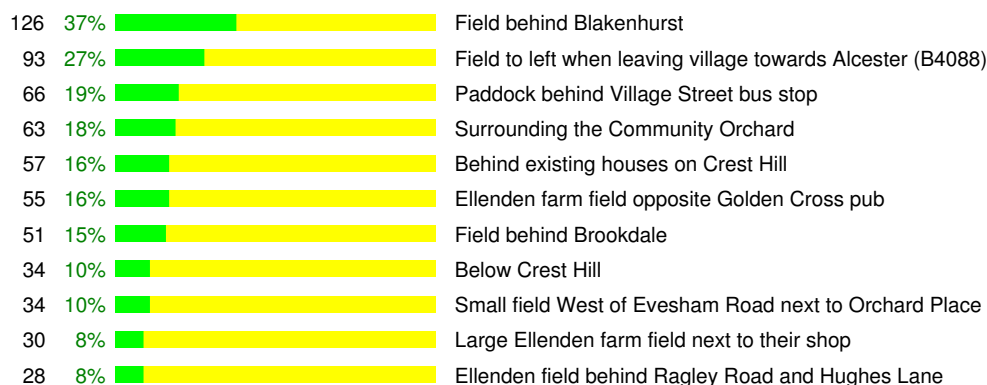 126 37% Field behind Blakenhurst
93 27% Field to left when leaving village towards Alcester (B4088)
66 19% Paddock behind Village Street bus stop
63 18% Surrounding the Community Orchard
57 16% Behind existing houses on Crest Hill
55 16% Ellenden farm field opposite Golden Cross pub
51 15% Field behind Brookdale
34 10% Below Crest Hill
34 10% Small field West of Evesham Road next to Orchard Place
30 8% Large Ellenden farm field next to their shop
28 8% Ellenden field behind Ragley Road and Hughes Lane